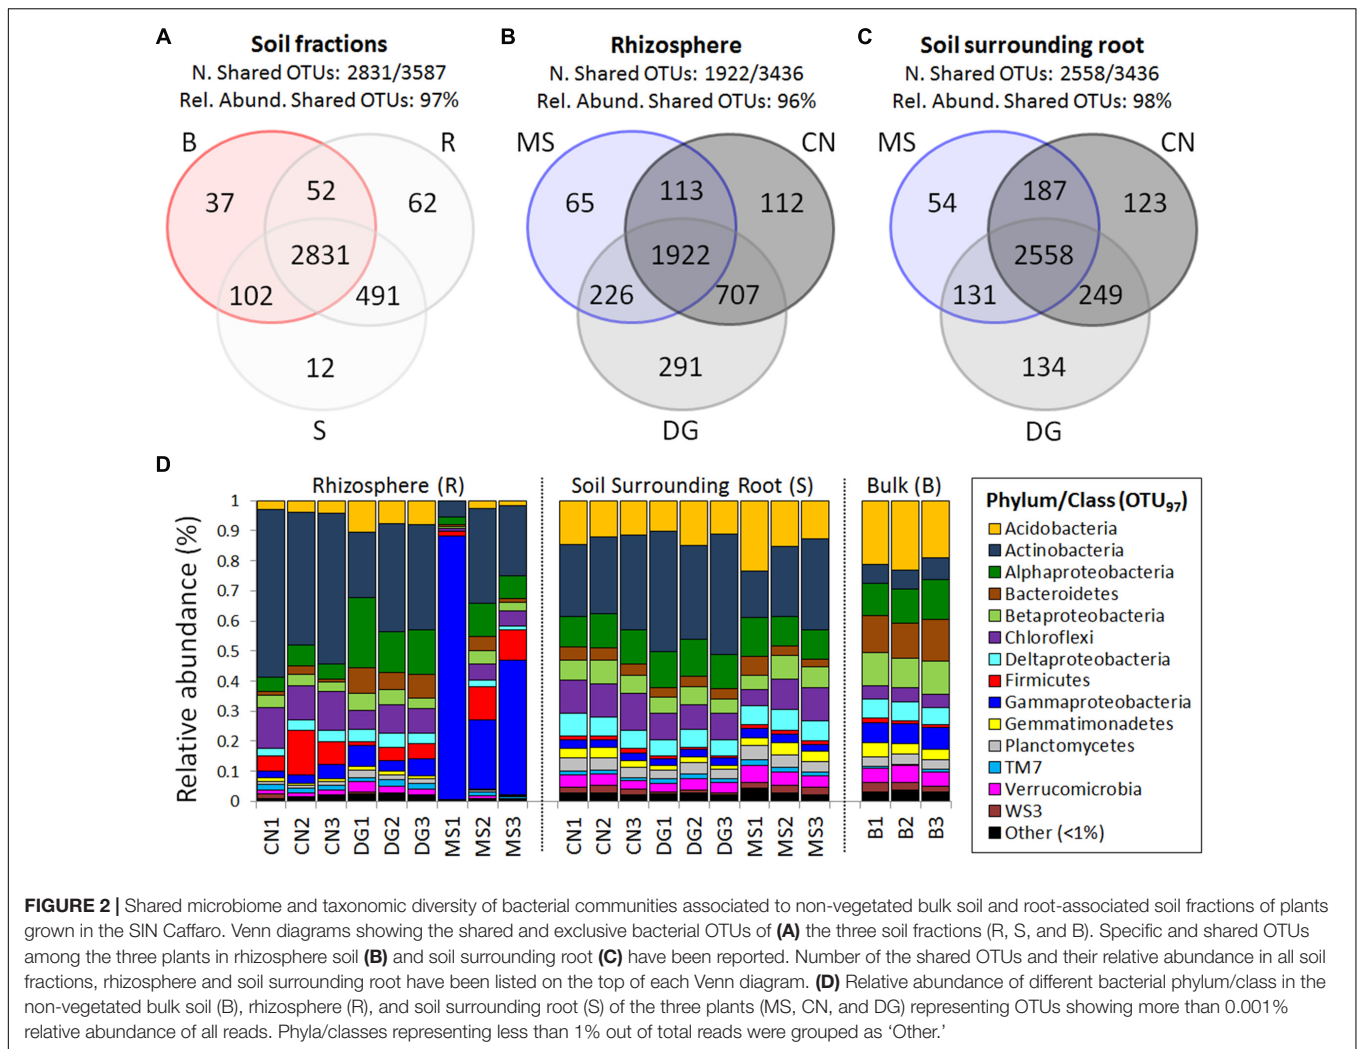 A
Soil fractions
N. Shared OTUs: 2831/3587
Rel. Abund. Shared OTUs: 97%
B
R
37
52
62
2831
102
491
12
S
B
Rhizosphere
N. Shared OTUs: 1922/3436
Rel. Abund. Shared OTUs: 96%
MS
CN
65
113
112
1922
226
707
291
DG
C
Soil surrounding root
N. Shared OTUs: 2558/3436
Rel. Abund. Shared OTUs: 98%
MS
CN
54
187
123
2558
131
249
134
DG
D
Rhizosphere (R)
Soil Surrounding Root (S)
Bulk (B)
Relative abundance (%)
1
0.9
0.8
0.7
0.6
0.5
0.4
0.3
0.2
0.1
0
CN1
CN2
CN3
DG1
DG2
DG3
MS1
MS2
MS3
CN1
CN2
CN3
DG1
DG2
DG3
MS1
MS2
MS3
B1
B2
B3
Phylum/Class (OTU97)
Acidobacteria
Actinobacteria
Alphaproteobacteria
Bacteroidetes
Betaproteobacteria
Chloroflexi
Deltaproteobacteria
Firmicutes
Gammaproteobacteria
Gemmatimonadetes
Planctomycetes
TM7
Verrucomicrobia
WS3
Other (<1%)
FIGURE 2 | Shared microbiome and taxonomic diversity of bacterial communities associated to non-vegetated bulk soil and root-associated soil fractions of plants
grown in the SIN Caffaro. Venn diagrams showing the shared and exclusive bacterial OTUs of (A) the three soil fractions (R, S, and B). Specific and shared OTUs
among the three plants in rhizosphere soil (B) and soil surrounding root (C) have been reported. Number of the shared OTUs and their relative abundance in all soil
fractions, rhizosphere and soil surrounding root have been listed on the top of each Venn diagram. (D) Relative abundance of different bacterial phylum/class in the
non-vegetated bulk soil (B), rhizosphere (R), and soil surrounding root (S) of the three plants (MS, CN, and DG) representing OTUs showing more than 0.001%
relative abundance of all reads. Phyla/classes representing less than 1% out of total reads were grouped as ‘Other.’